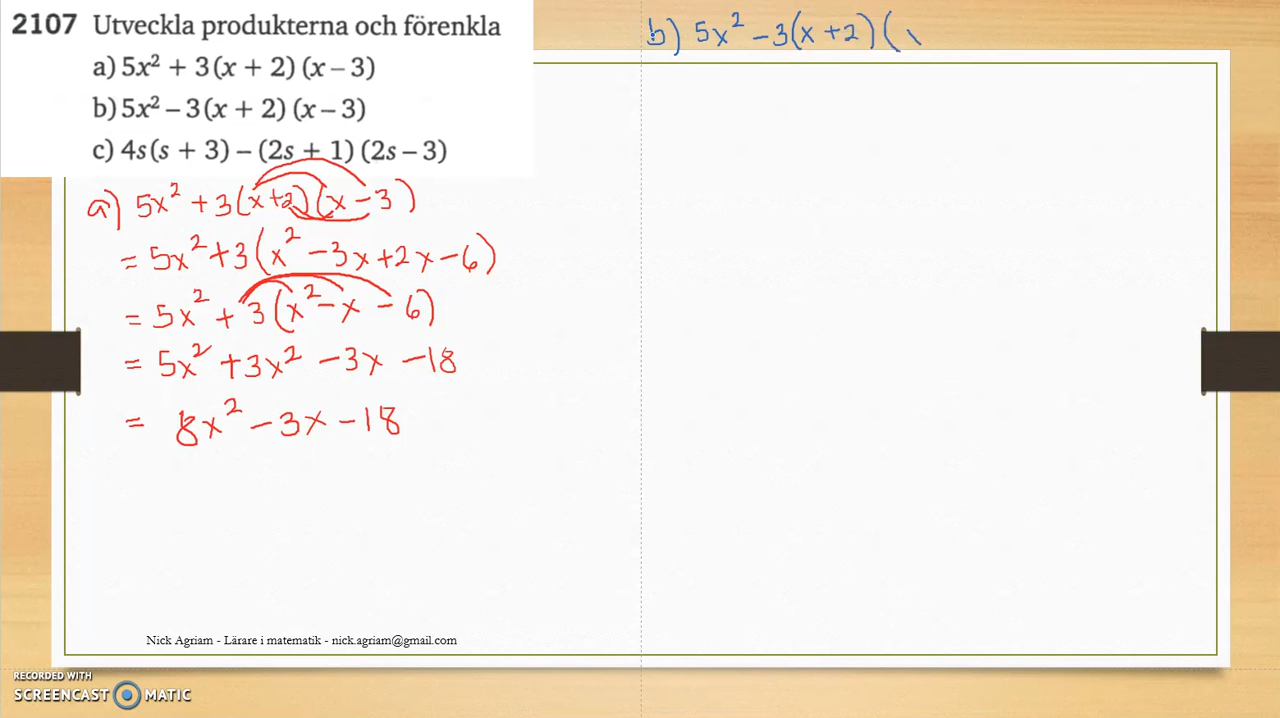 2107 Utveckla produkterna och förenkla
a) 5x² + 3(x + 2) (x – 3)
b) 5x² – 3(x + 2) (x – 3)
c) 4s(s + 3) – (2s + 1) (2s – 3)
a) 5x² + 3(x+2)(x – 3)
= 5x² + 3(x² – 3x + 2x – 6)
= 5x² + 3(x² – x – 6)
= 5x² + 3x² – 3x – 18
= 8x² – 3x – 18
b) 5x² – 3(x + 2)(
Nick Agriam - Lärare i matematik - nick.agriam@gmail.com
RECORDED WITH
SCREENCAST MATIC